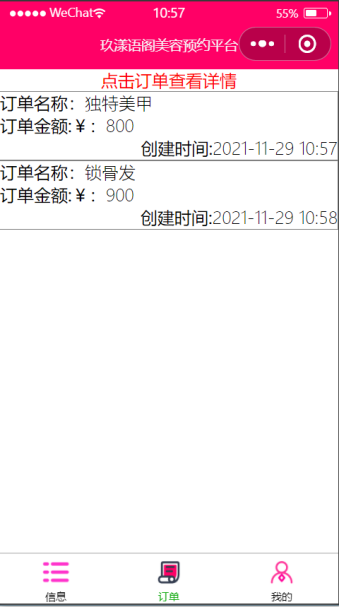 WeChat 10:57 55%
玖漾语阁美容预约平台
点击订单查看详情
订单名称：独特美甲
订单金额:￥：800
创建时间:2021-11-29 10:57
订单名称：锁骨发
订单金额:￥：900
创建时间:2021-11-29 10:58
信息 订单 我的